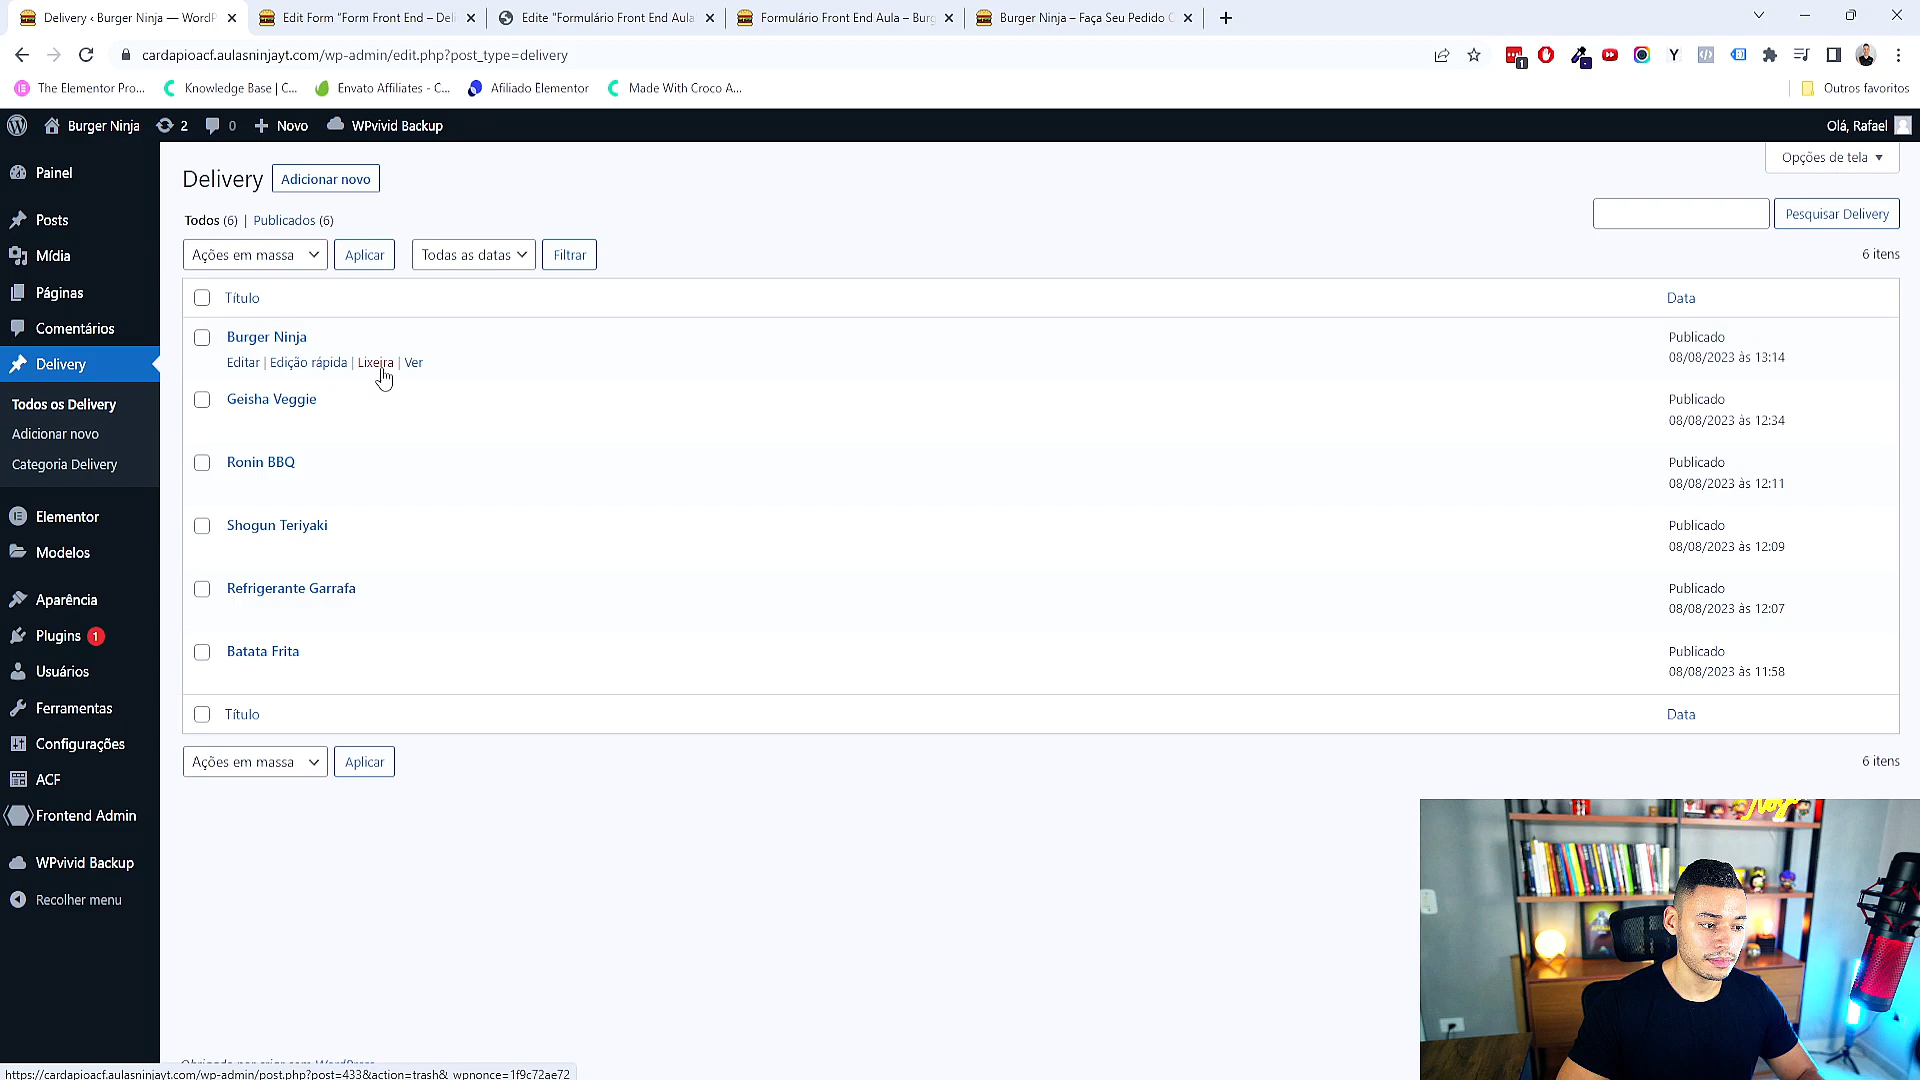 Delivery ‹ Burger Ninja — WordP
Edit Form "Form Front End – Deli
Edite "Formulário Front End Aula
Formulário Front End Aula – Burg
Burger Ninja – Faça Seu Pedido O
cardapioacf.aulasninjayt.com/wp-admin/edit.php?post_type=delivery
The Elementor Pro...
Knowledge Base | C...
Envato Affiliates - C...
Afiliado Elementor
Made With Croco A...
Outros favoritos
Burger Ninja
2
0
Novo
WPvivid Backup
Olá, Rafael
Painel
Posts
Mídia
Páginas
Comentários
Delivery
Todos os Delivery
Adicionar novo
Categoria Delivery
Elementor
Modelos
Aparência
Plugins 1
Usuários
Ferramentas
Configurações
ACF
Frontend Admin
WPvivid Backup
Recolher menu
Opções de tela
Delivery
Adicionar novo
Todos (6) | Publicados (6)
Pesquisar Delivery
Ações em massa
Aplicar
Todas as datas
Filtrar
6 itens
Título
Data
Burger Ninja
Editar | Edição rápida | Lixeira | Ver
Publicado
08/08/2023 às 13:14
Geisha Veggie
Publicado
08/08/2023 às 12:34
Ronin BBQ
Publicado
08/08/2023 às 12:11
Shogun Teriyaki
Publicado
08/08/2023 às 12:09
Refrigerante Garrafa
Publicado
08/08/2023 às 12:07
Batata Frita
Publicado
08/08/2023 às 11:58
Título
Data
Ações em massa
Aplicar
6 itens
Obrigado por criar com WordPress
https://cardapioacf.aulasninjayt.com/wp-admin/post.php?post=433&action=trash&_wpnonce=1f9c72ae72